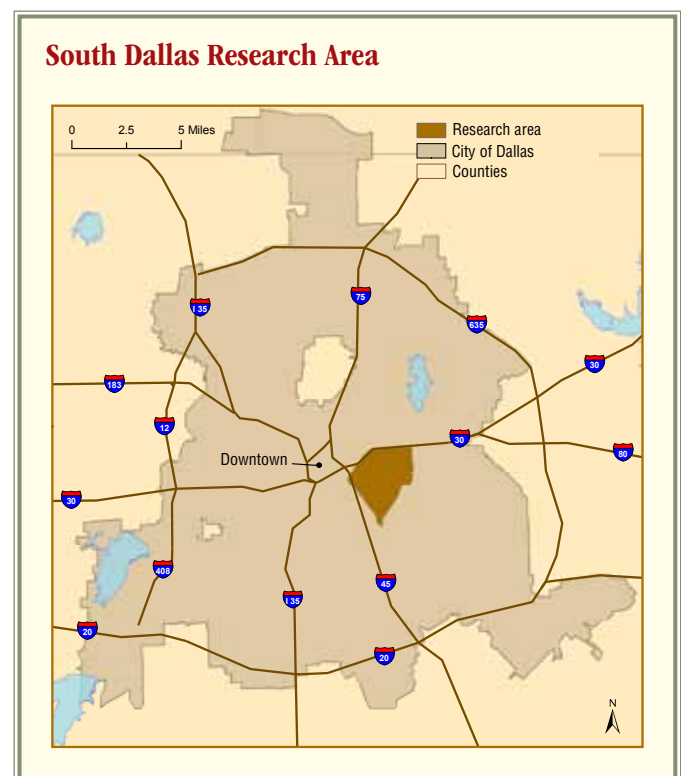 South Dallas Research Area
0 2.5 5 Miles
Research area
City of Dallas
Counties
I 35
75
635
30
183
12
30
80
Downtown
30
408
45
I 35
20
20
N